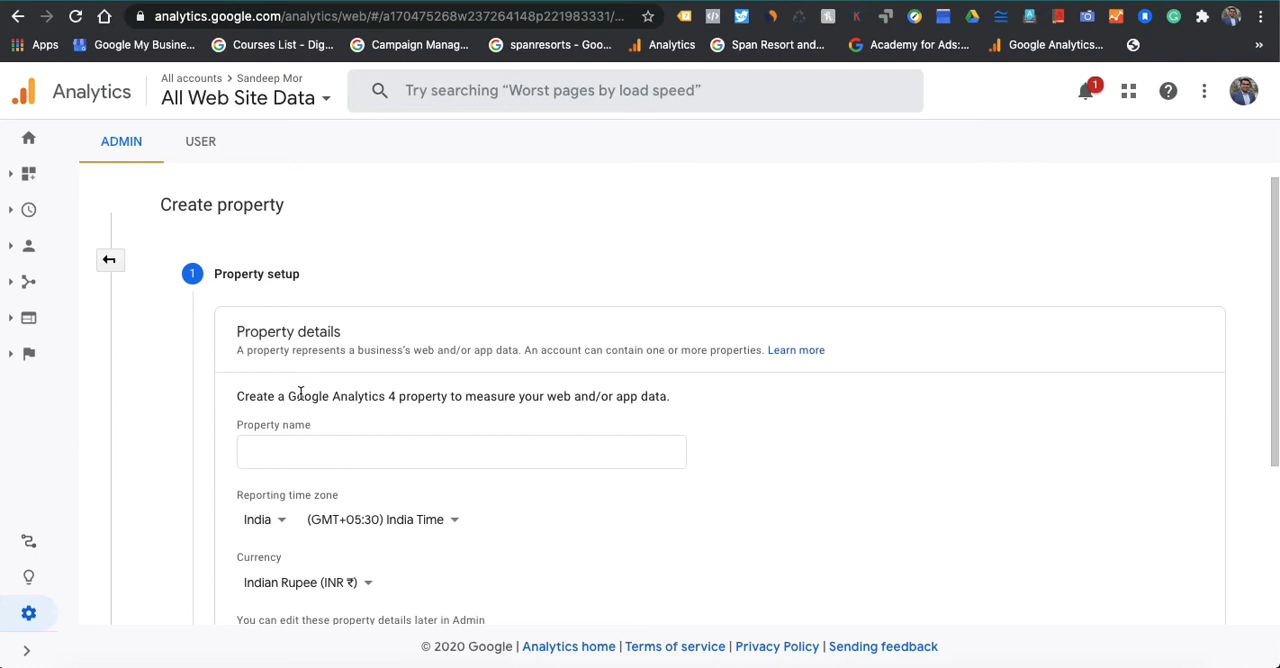 analytics.google.com/analytics/web/#/a170475268w237264148p221983331/...
Apps
Google My Busine...
Courses List - Dig...
Campaign Manag...
spanresorts - Goo...
Analytics
Span Resort and...
Academy for Ads:...
Google Analytics...
»
Analytics
All accounts > Sandeep Mor
All Web Site Data
Try searching “Worst pages by load speed”
1
ADMIN
USER
Create property
1 Property setup
Property details
A property represents a business's web and/or app data. An account can contain one or more properties. Learn more
Create a Google Analytics 4 property to measure your web and/or app data.
Property name
Reporting time zone
India (GMT+05:30) India Time
Currency
Indian Rupee (INR ₹)
You can edit these property details later in Admin
© 2020 Google | Analytics home | Terms of service | Privacy Policy | Sending feedback